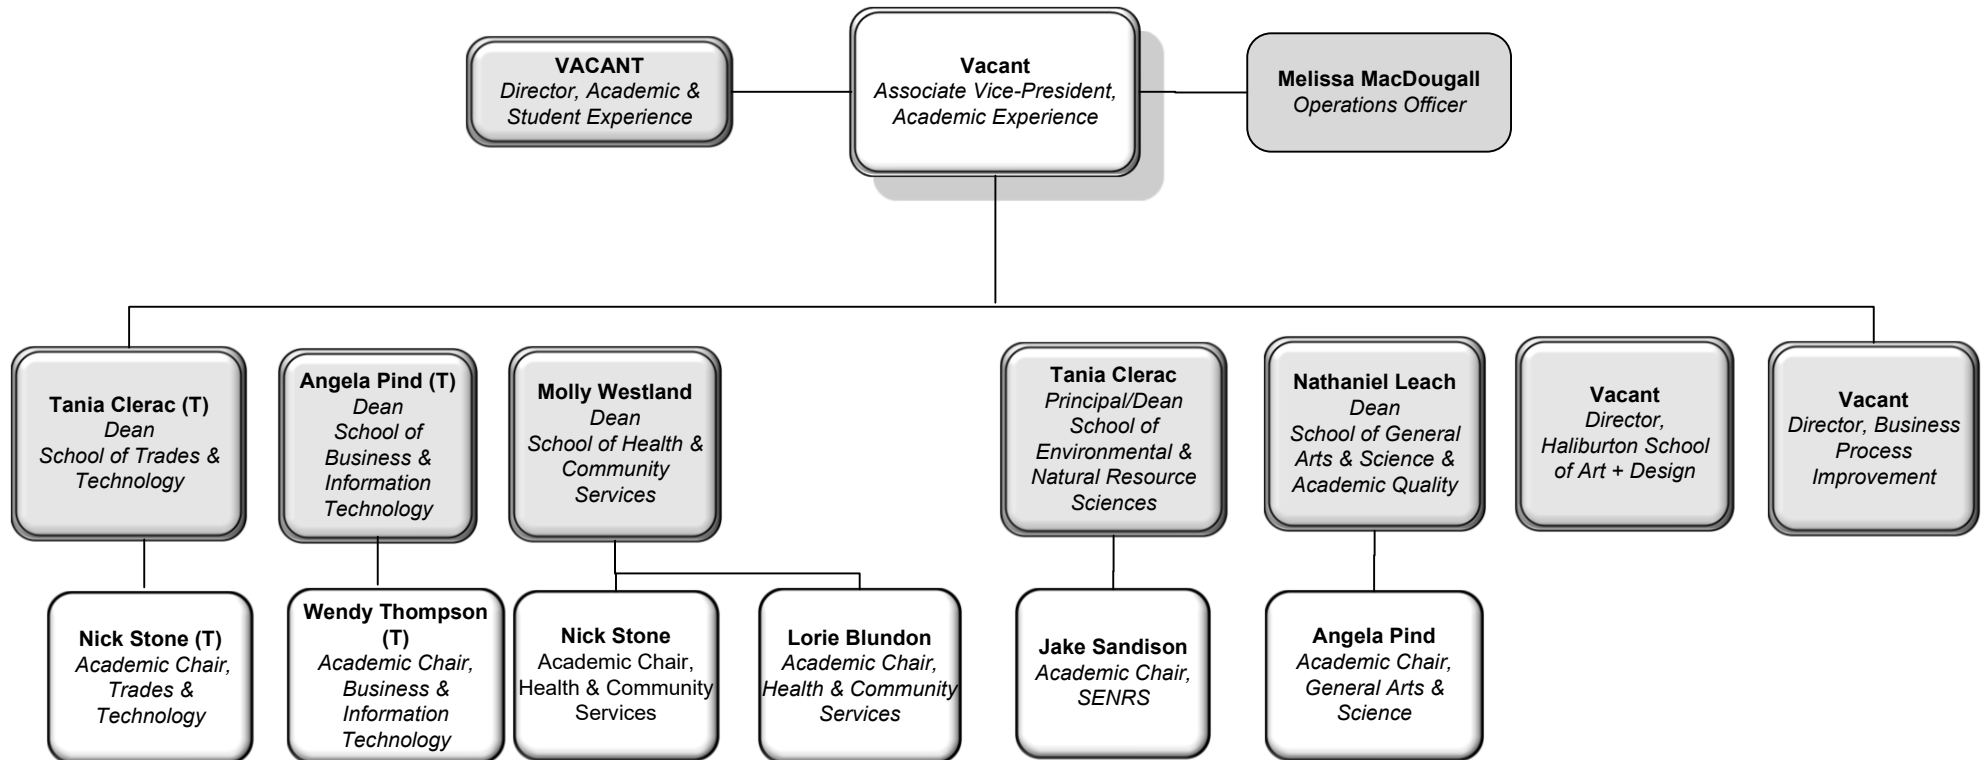 VACANT
Director, Academic &
Student Experience
Vacant
Associate Vice-President,
Academic Experience
Melissa MacDougall
Operations Officer
Tania Clerac (T)
Dean
School of Trades &
Technology
Angela Pind (T)
Dean
School of
Business &
Information
Technology
Molly Westland
Dean
School of Health &
Community
Services
Tania Clerac
Principal/Dean
School of
Environmental &
Natural Resource
Sciences
Nathaniel Leach
Dean
School of General
Arts & Science &
Academic Quality
Vacant
Director,
Haliburton School
of Art + Design
Vacant
Director, Business
Process
Improvement
Nick Stone (T)
Academic Chair,
Trades &
Technology
Wendy Thompson
(T)
Academic Chair,
Business &
Information
Technology
Nick Stone
Academic Chair,
Health & Community
Services
Lorie Blundon
Academic Chair,
Health & Community
Services
Jake Sandison
Academic Chair,
SENRS
Angela Pind
Academic Chair,
General Arts &
Science